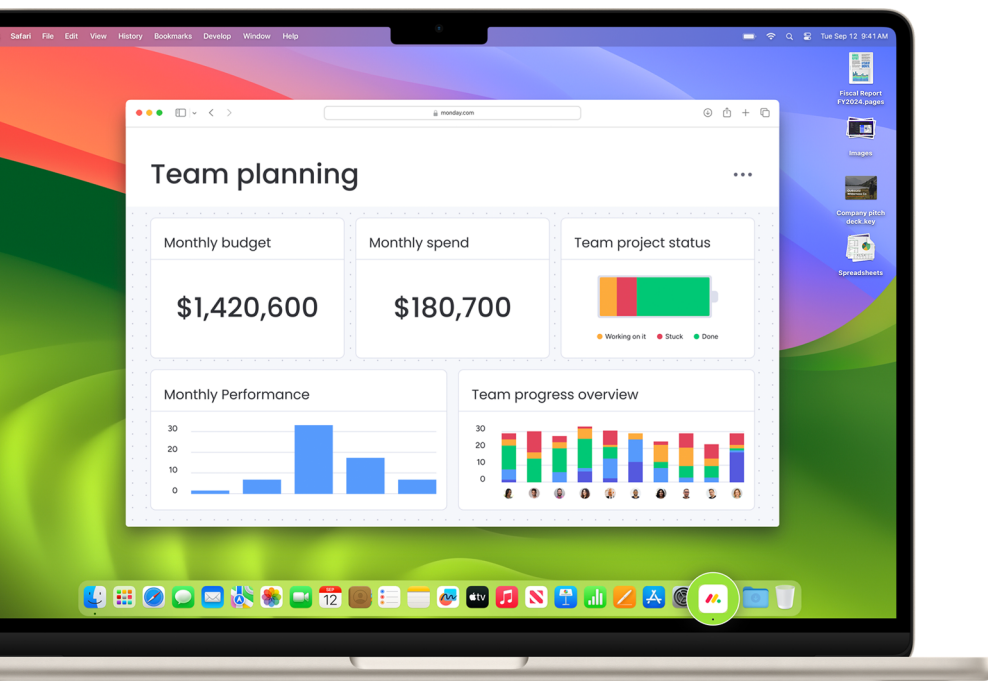 Safari File Edit View History Bookmarks Develop Window Help
Tue Sep 12 9:41 AM
Fiscal Report
FY2024.pages
Images
Company pitch
deck.key
Spreadsheets
monday.com
Team planning
Monthly budget
$1,420,600
Monthly spend
$180,700
Team project status
Working on it Stuck Done
Monthly Performance
30
20
10
0
Team progress overview
30
20
10
0
SEP
12
tv